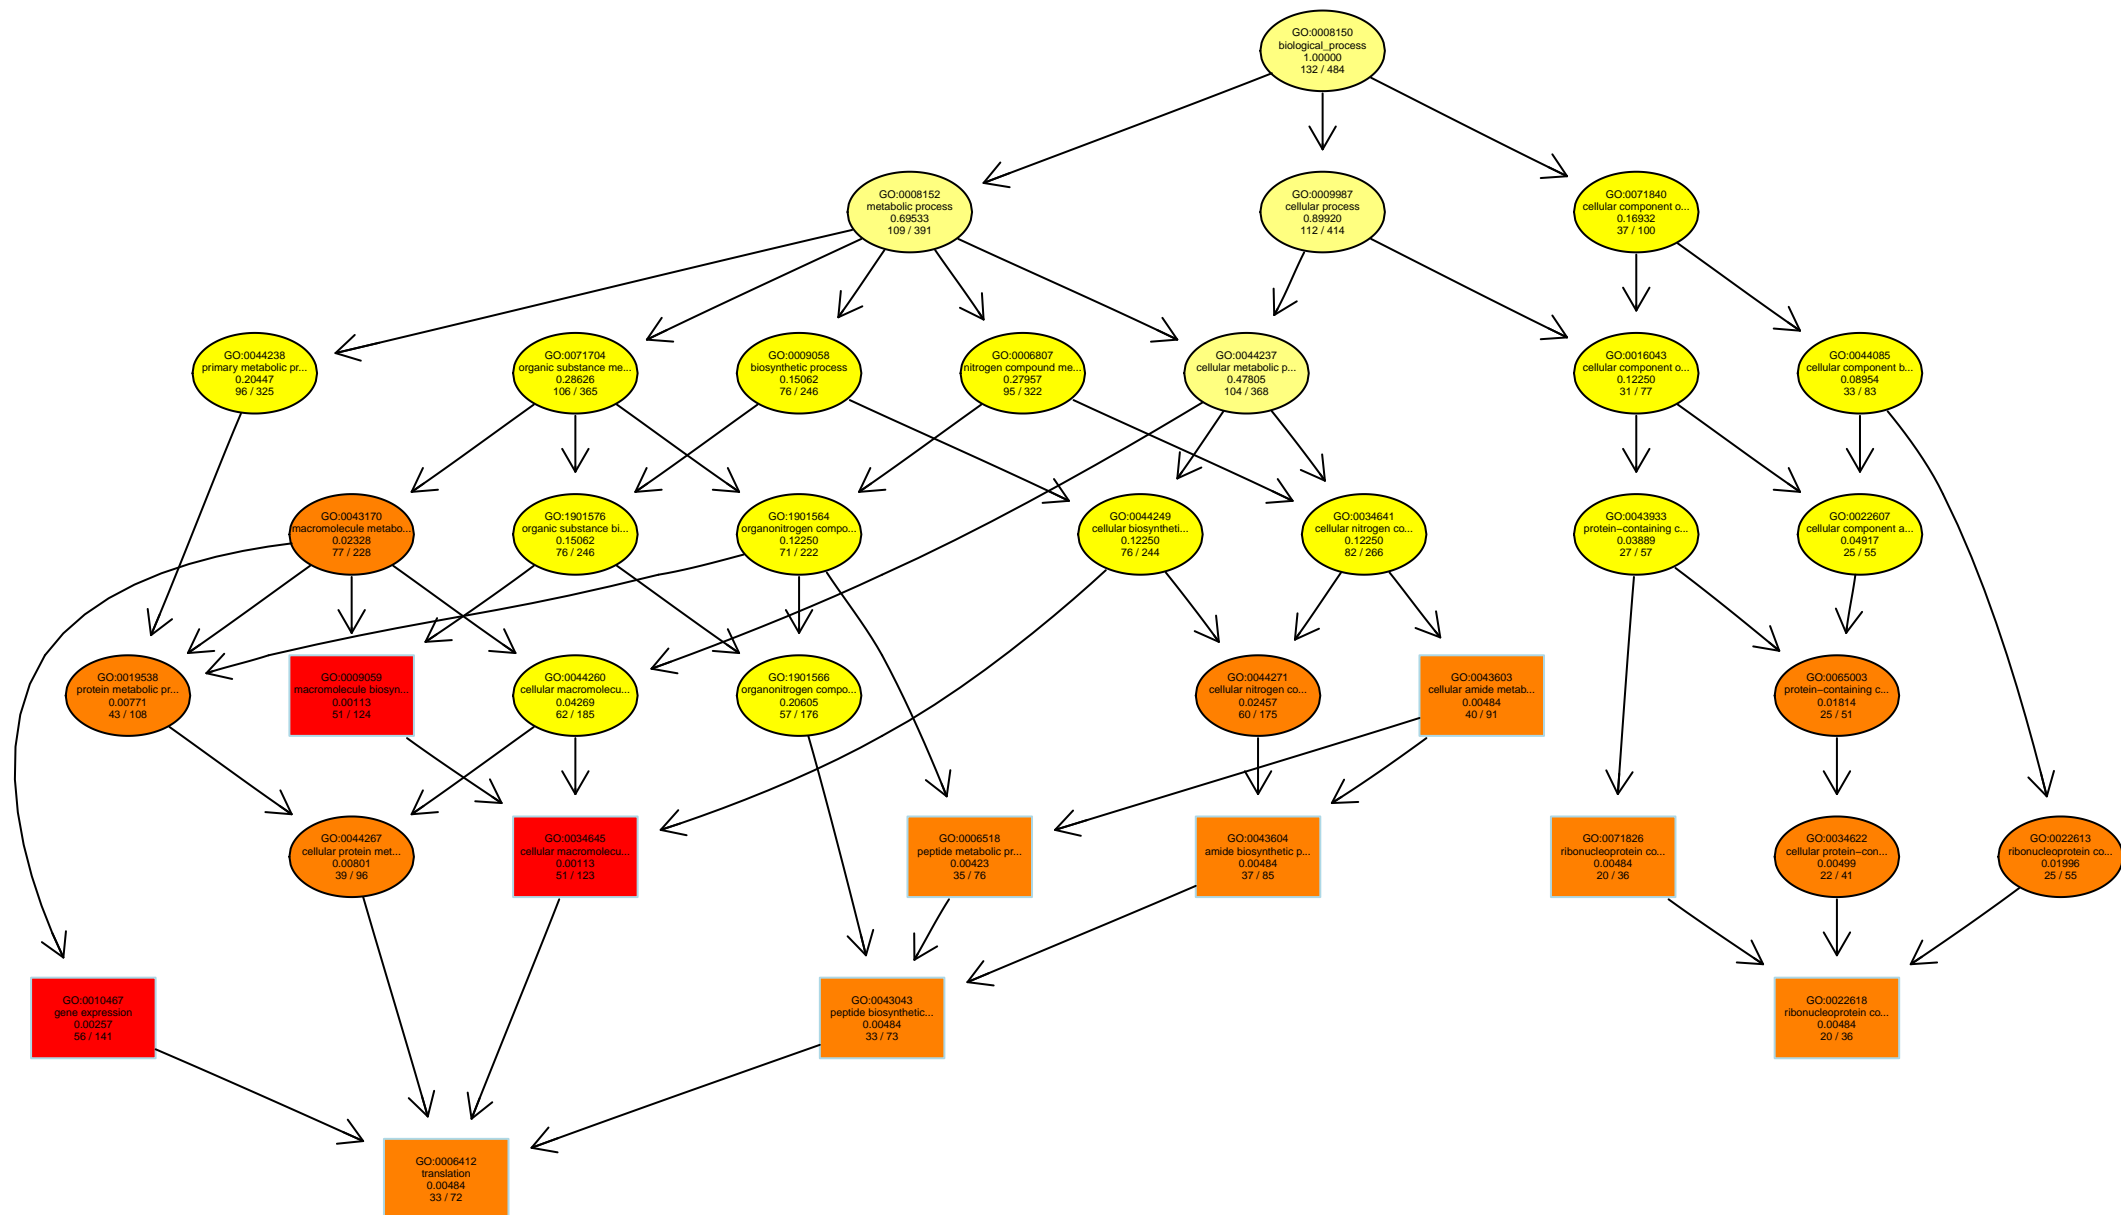 GO:0008150
biological_process
1.00000
132 / 484
GO:0008152
metabolic process
0.69533
109 / 391
GO:0009987
cellular process
0.89920
112 / 414
GO:0071840
cellular component o...
0.16932
37 / 100
GO:0044238
primary metabolic pr...
0.20447
96 / 325
GO:0071704
organic substance me...
0.28626
106 / 365
GO:0009058
biosynthetic process
0.15062
76 / 246
GO:0006807
nitrogen compound me...
0.27957
95 / 322
GO:0044237
cellular metabolic p...
0.47805
104 / 368
GO:0016043
cellular component o...
0.12250
31 / 77
GO:0044085
cellular component b...
0.08954
33 / 83
GO:0043170
macromolecule metabo...
0.02328
77 / 228
GO:1901576
organic substance bi...
0.15062
76 / 246
GO:1901564
organonitrogen compo...
0.12250
71 / 222
GO:0044249
cellular biosyntheti...
0.12250
76 / 244
GO:0034641
cellular nitrogen co...
0.12250
82 / 266
GO:0043933
protein−containing c...
0.03889
27 / 57
GO:0022607
cellular component a...
0.04917
25 / 55
GO:0019538
protein metabolic pr...
0.00771
43 / 108
GO:0009059
macromolecule biosyn...
0.00113
51 / 124
GO:0044260
cellular macromolecu...
0.04269
62 / 185
GO:1901566
organonitrogen compo...
0.20605
57 / 176
GO:0044271
cellular nitrogen co...
0.02457
60 / 175
GO:0043603
cellular amide metab...
0.00484
40 / 91
GO:0065003
protein−containing c...
0.01814
25 / 51
GO:0044267
cellular protein met...
0.00801
39 / 96
GO:0034645
cellular macromolecu...
0.00113
51 / 123
GO:0006518
peptide metabolic pr...
0.00423
35 / 76
GO:0043604
amide biosynthetic p...
0.00484
37 / 85
GO:0071826
ribonucleoprotein co...
0.00484
20 / 36
GO:0034622
cellular protein−con...
0.00499
22 / 41
GO:0022613
ribonucleoprotein co...
0.01996
25 / 55
GO:0010467
gene expression
0.00257
56 / 141
GO:0043043
peptide biosynthetic...
0.00484
33 / 73
GO:0022618
ribonucleoprotein co...
0.00484
20 / 36
GO:0006412
translation
0.00484
33 / 72